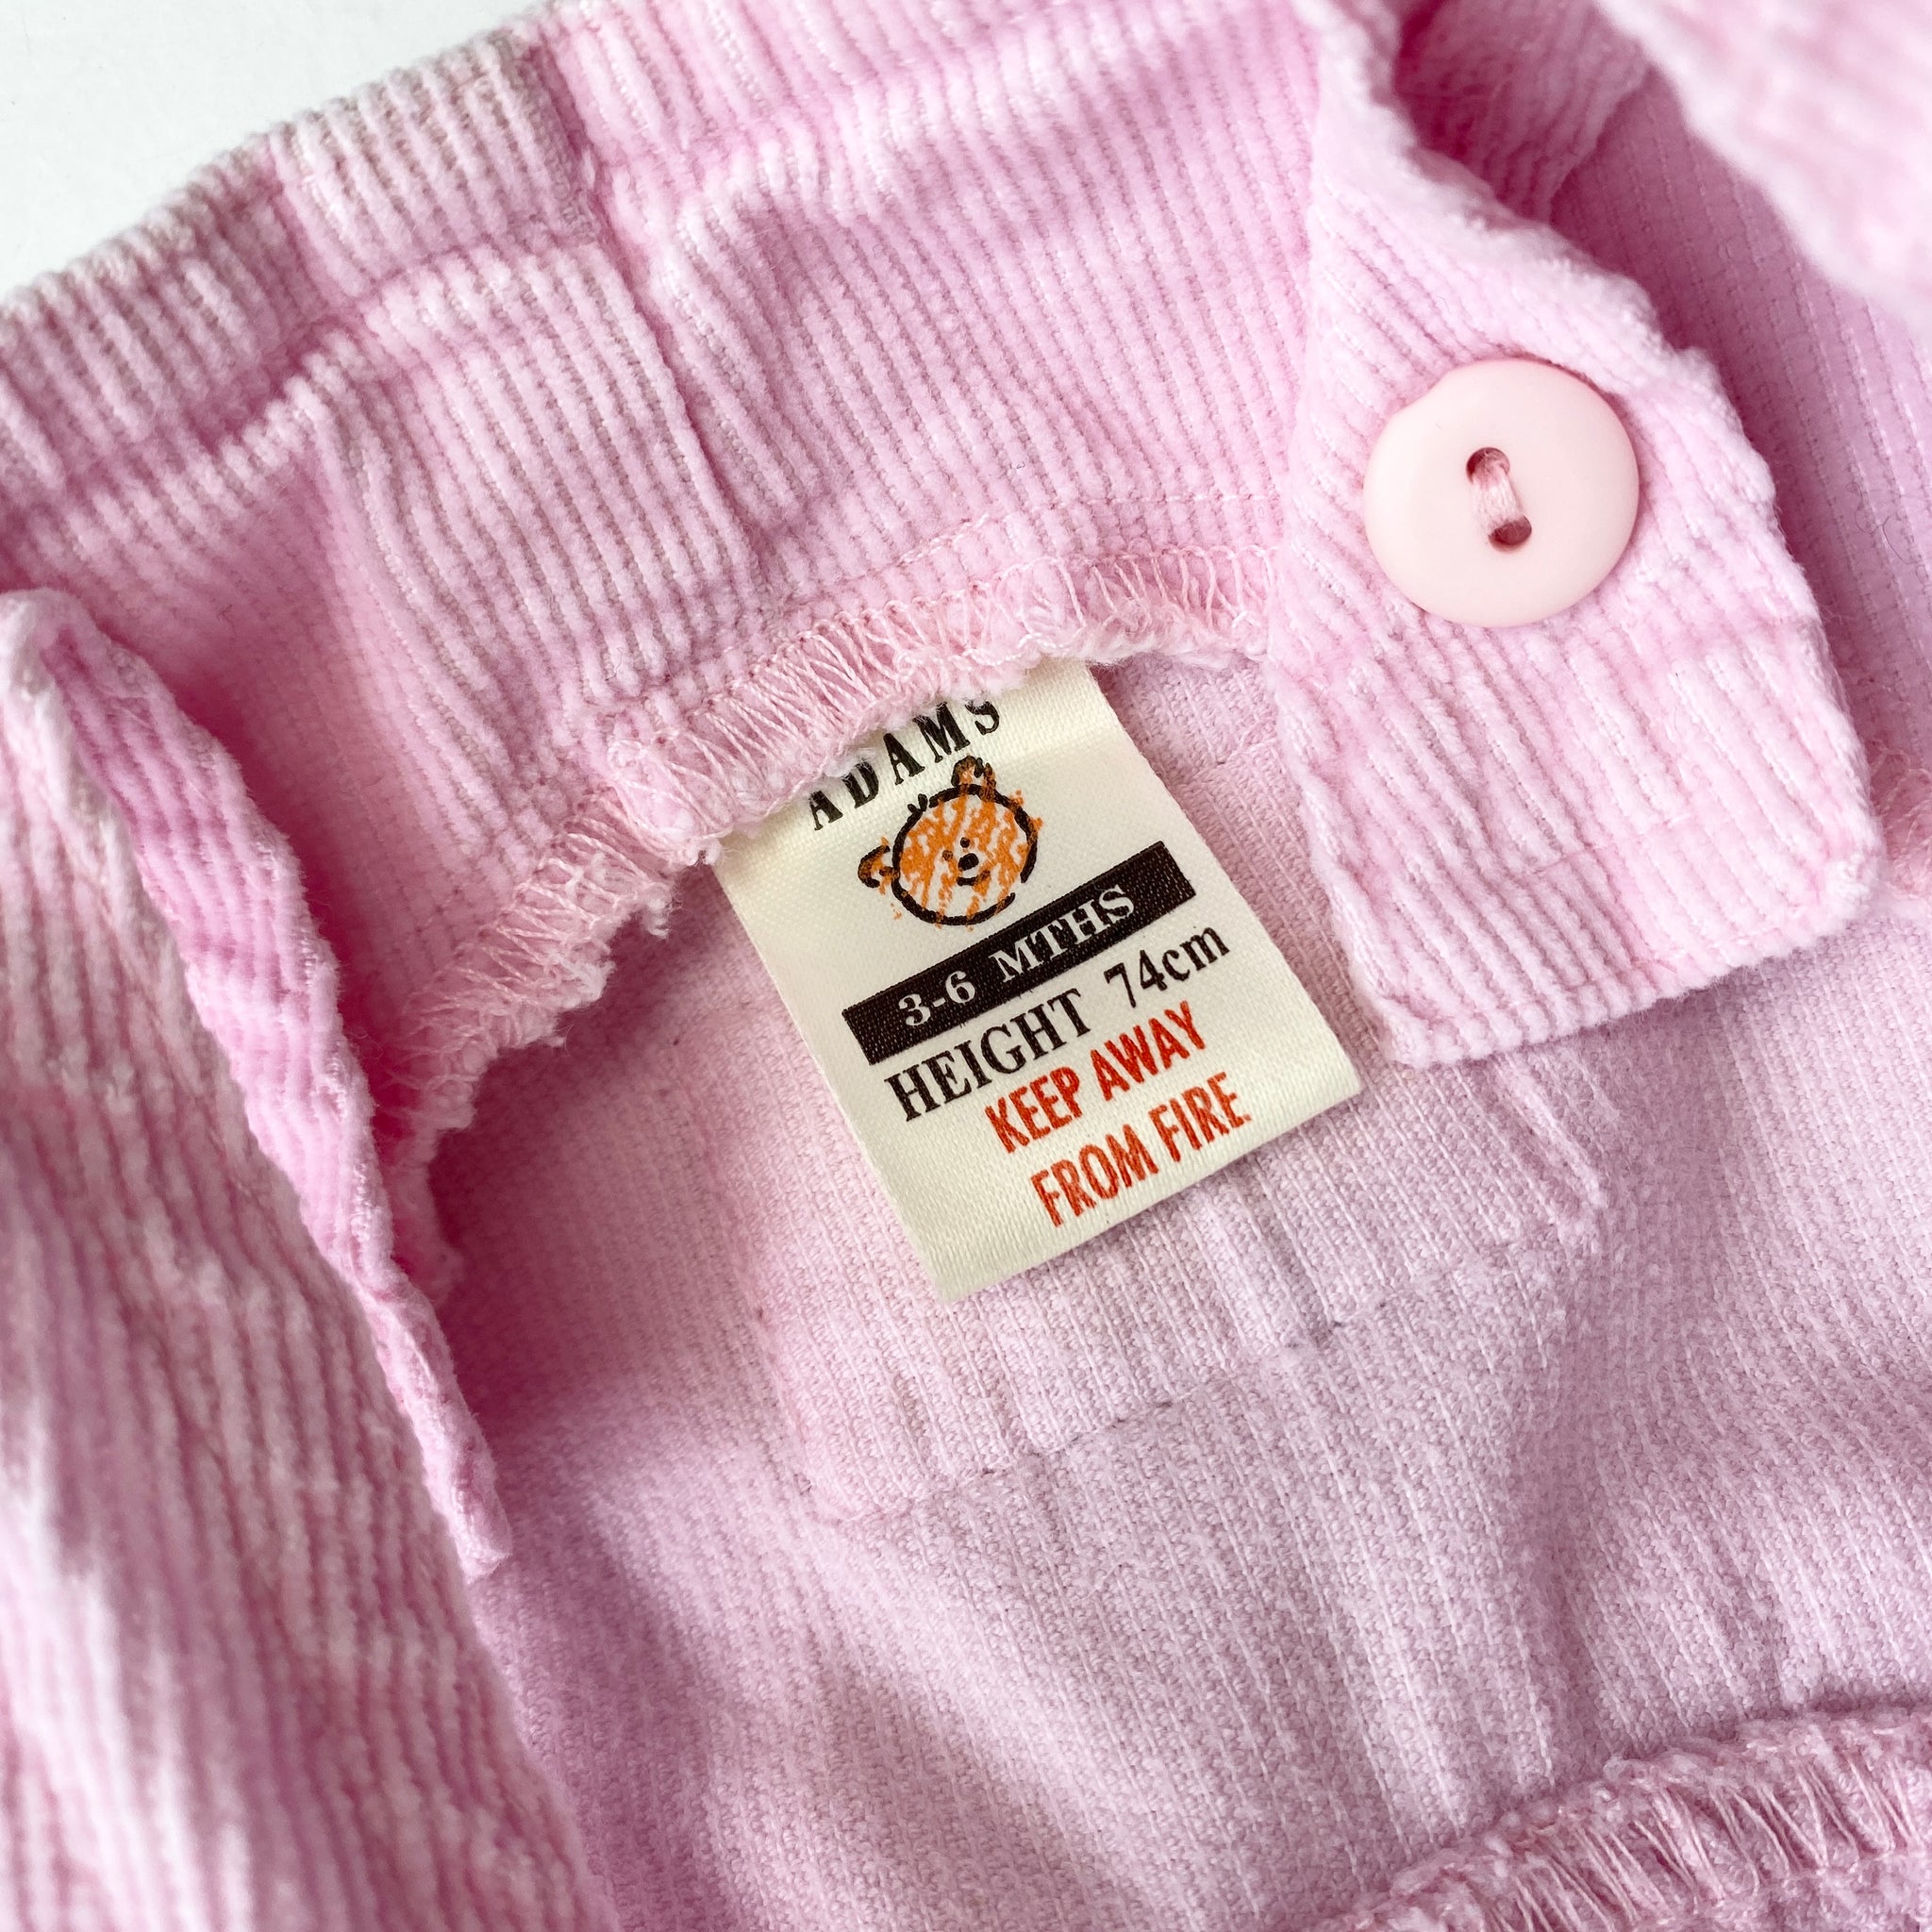 ADAMS
3-6 MTHS
HEIGHT 74cm
KEEP AWAY
FROM FIRE